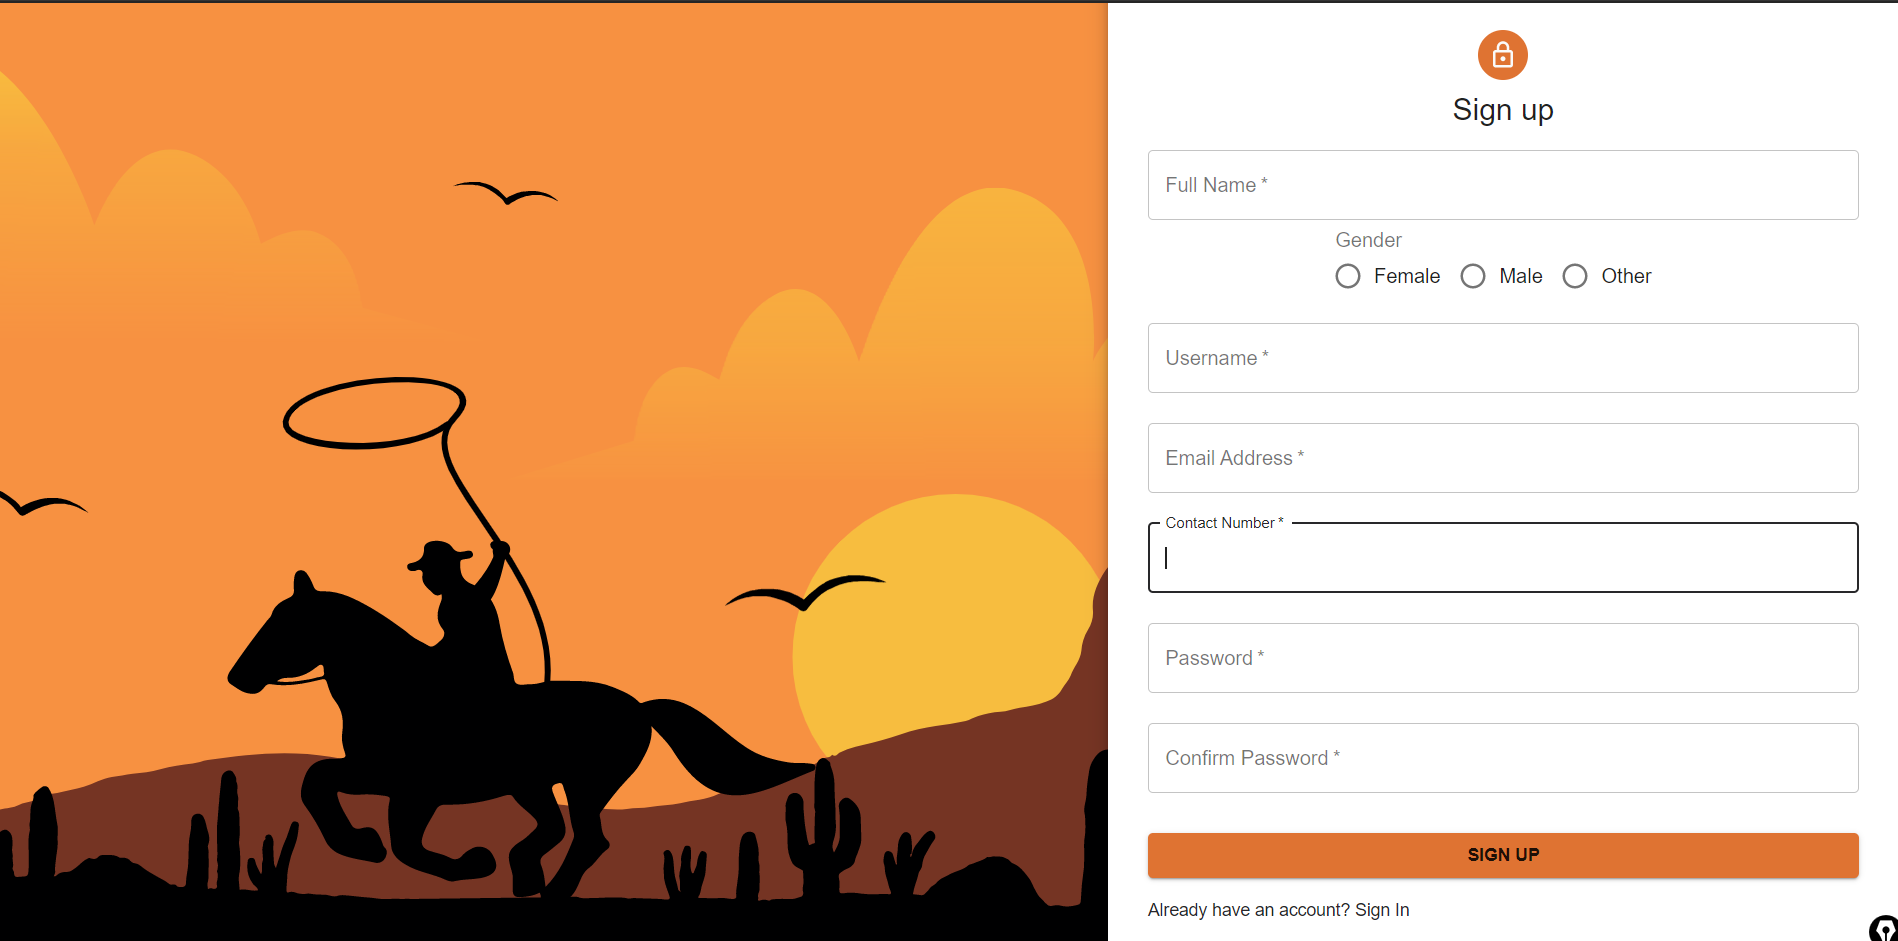 Sign up
Full Name *
Gender
Female Male Other
Username *
Email Address *
Contact Number *
Password *
Confirm Password *
SIGN UP
Already have an account? Sign In